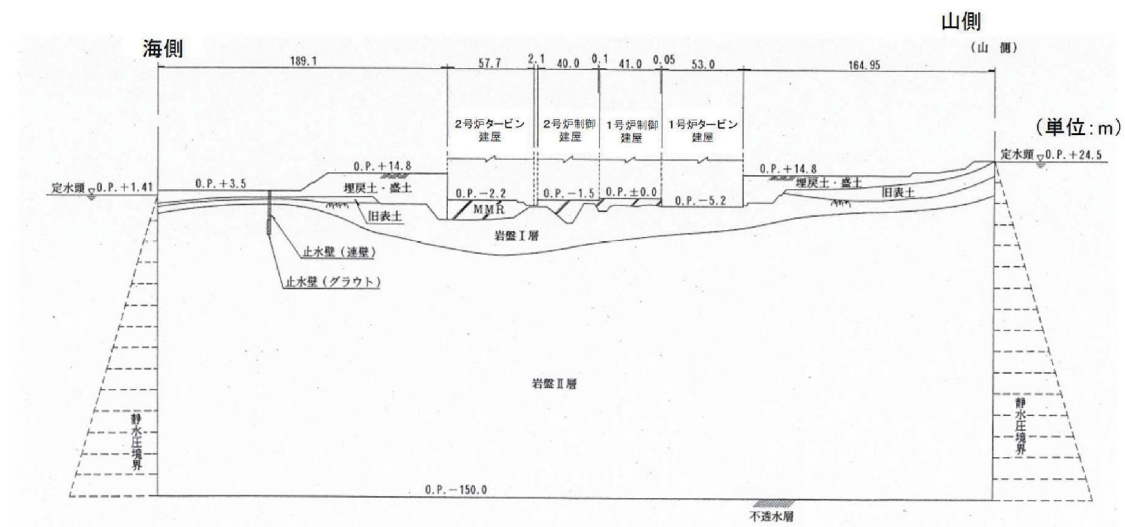 山側
海側
(山 側)
189.1
57.7
2.1
40.0
0.1
41.0
0.05
53.0
164.95
2号炉タービン
建屋
2号炉制御
建屋
1号炉制御
建屋
1号炉タービン
建屋
(単位:m)
定水頭 O.P.+1.41
O.P.+3.5
O.P.+14.8
埋戻土・盛土
旧表土
O.P.-2.2
MMR
O.P.-1.5
O.P.±0.0
O.P.-5.2
O.P.+14.8
埋戻土・盛土
旧表土
定水頭 O.P.+24.5
岩盤Ⅰ層
止水壁(連壁)
止水壁(グラウト)
岩盤Ⅱ層
静水圧境界
静水圧境界
O.P.-150.0
不透水層